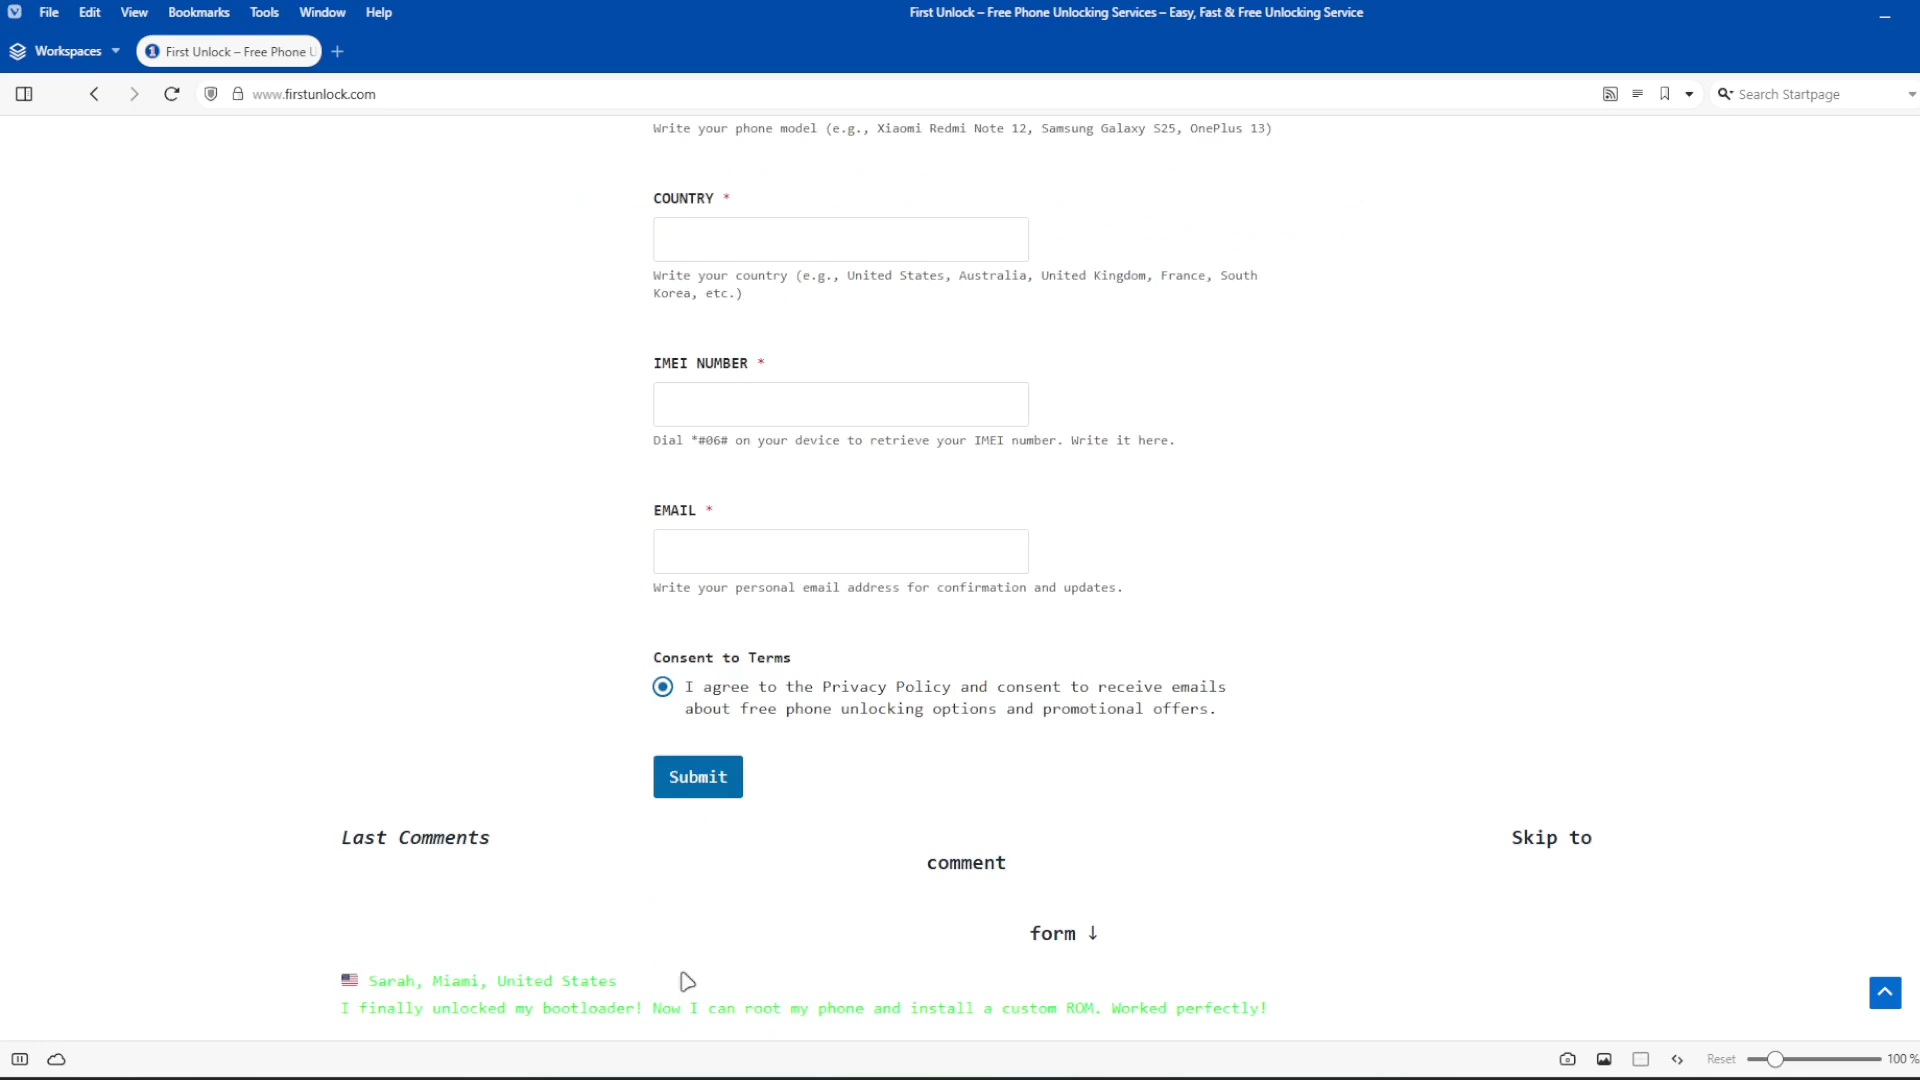 File Edit View Bookmarks Tools Window Help
First Unlock – Free Phone Unlocking Services – Easy, Fast & Free Unlocking Service
Workspaces
First Unlock – Free Phone U
www.firstunlock.com
Search Startpage
Write your phone model (e.g., Xiaomi Redmi Note 12, Samsung Galaxy S25, OnePlus 13)
COUNTRY *
Write your country (e.g., United States, Australia, United Kingdom, France, South
Korea, etc.)
IMEI NUMBER *
Dial *#06# on your device to retrieve your IMEI number. Write it here.
EMAIL *
Write your personal email address for confirmation and updates.
Consent to Terms
I agree to the Privacy Policy and consent to receive emails
about free phone unlocking options and promotional offers.
Submit
Last Comments
Skip to
comment
form ↓
Sarah, Miami, United States
I finally unlocked my bootloader! Now I can root my phone and install a custom ROM. Worked perfectly!
Reset
100 %